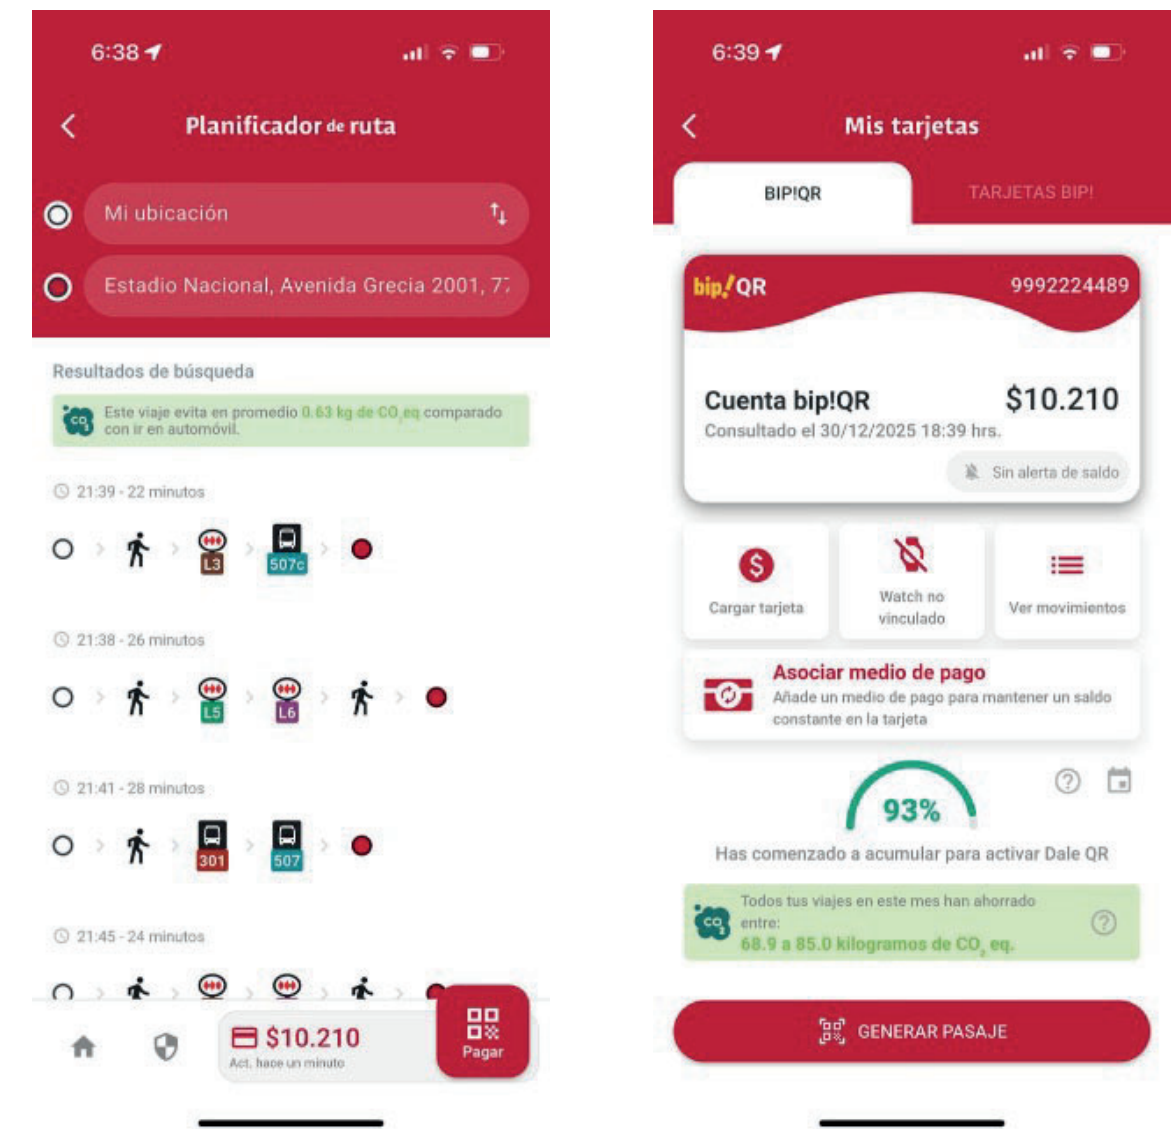 6:38
Planificador de ruta
Mi ubicación
Estadio Nacional, Avenida Grecia 2001, 77
Resultados de búsqueda
CO2
Este viaje evita en promedio 0.63 kg de CO2eq comparado
con ir en automóvil.
21:39 - 22 minutos
L3
507c
21:38 - 26 minutos
L5
L6
21:41 - 28 minutos
301
507
21:45 - 24 minutos
$10.210
Act. hace un minuto
Pagar
6:39
Mis tarjetas
BIP!QR
TARJETAS BIP!
bip!QR
9992224489
Cuenta bip!QR
$10.210
Consultado el 30/12/2025 18:39 hrs.
Sin alerta de saldo
Cargar tarjeta
Watch no
vinculado
Ver movimientos
Asociar medio de pago
Añade un medio de pago para mantener un saldo
constante en la tarjeta
93%
Has comenzado a acumular para activar Dale QR
CO2
Todos tus viajes en este mes han ahorrado
entre:
68.9 a 85.0 kilogramos de CO2 eq.
GENERAR PASAJE